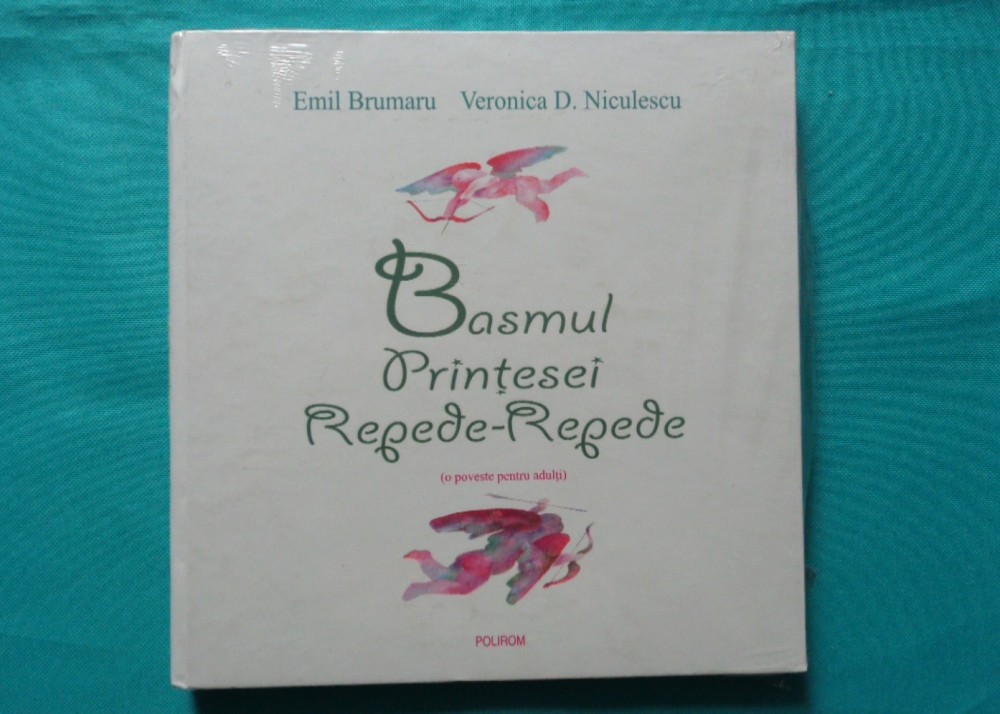 Emil Brumaru Veronica D. Niculescu
Basmul
Prințesei
Repede-Repede
(o poveste pentru adulți)
POLIROM